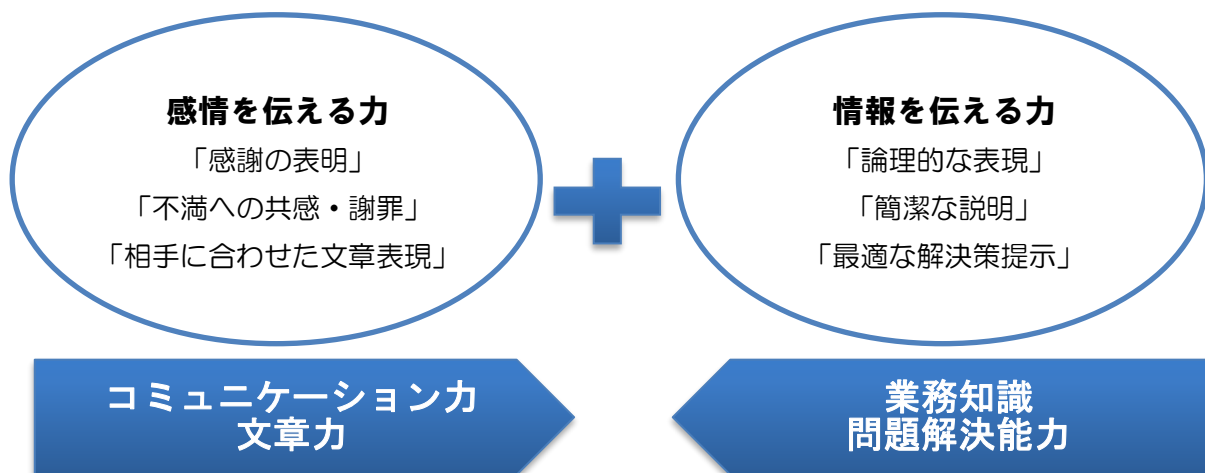 感情を伝える力
「感謝の表明」
「不満への共感・謝罪」
「相手に合わせた文章表現」
情報を伝える力
「論理的な表現」
「簡潔な説明」
「最適な解決策提示」
コミュニケーション力
文章力
業務知識
問題解決能力